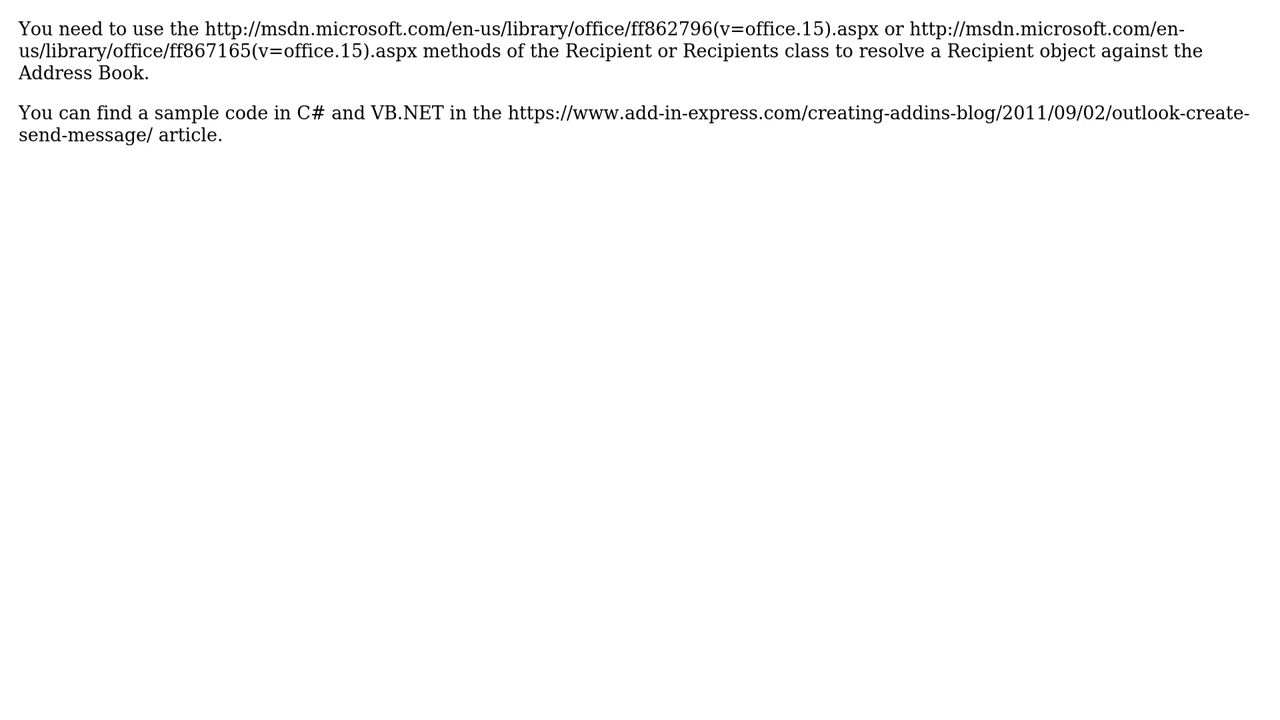 You need to use the http://msdn.microsoft.com/en-us/library/office/ff862796(v=office.15).aspx or http://msdn.microsoft.com/en-
us/library/office/ff867165(v=office.15).aspx methods of the Recipient or Recipients class to resolve a Recipient object against the
Address Book.
You can find a sample code in C# and VB.NET in the https://www.add-in-express.com/creating-addins-blog/2011/09/02/outlook-create-
send-message/ article.